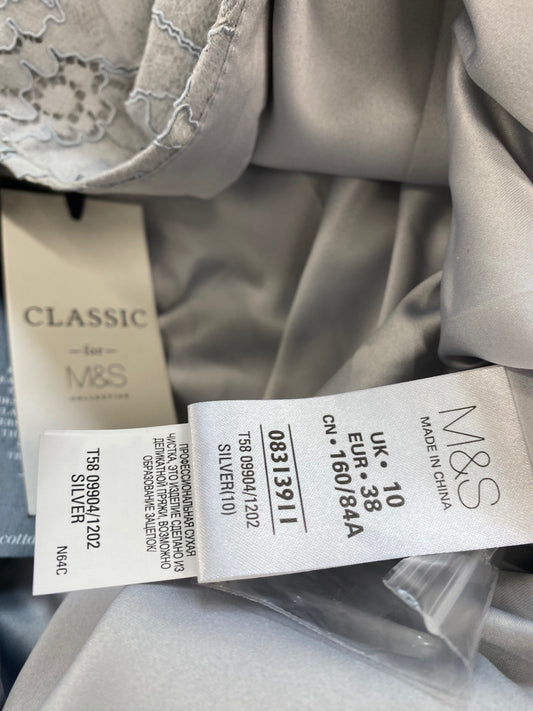 CLASSIC
for
M&S
COLLECTION
M&S
MADE IN CHINA
UK • 10
EUR • 38
CN • 160/84A
08313911
T58 09904/1202
SILVER(10)
ПРОФЕССИОНАЛЬНАЯ СУХАЯ
ЧИСТКА, ЭТО ИЗДЕЛИЕ СДЕЛАНО ИЗ
ДЕЛИКАТНОЙ ПРЯЖИ, ВОЗМОЖНО
ОБРАЗОВАНИЕ ЗАЦЕПОК!
T58 09904/1202
SILVER
N64C